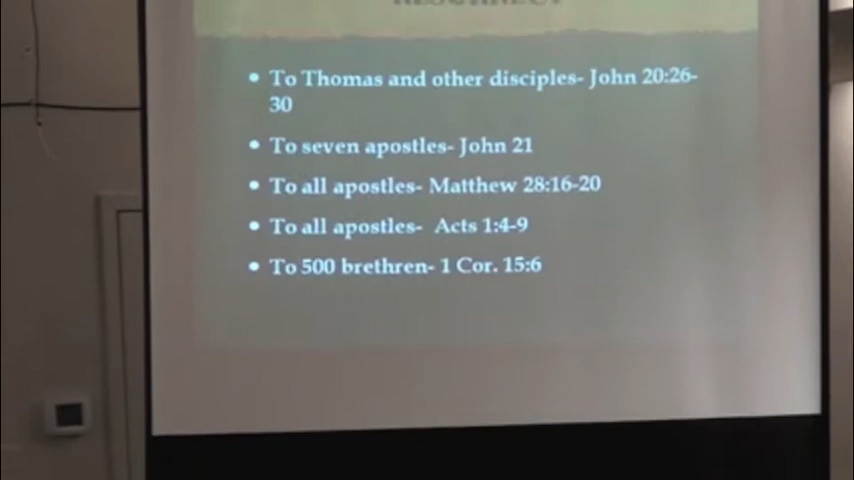 • To Thomas and other disciples- John 20:26-
30
• To seven apostles- John 21
• To all apostles- Matthew 28:16-20
• To all apostles-  Acts 1:4-9
• To 500 brethren- 1 Cor. 15:6